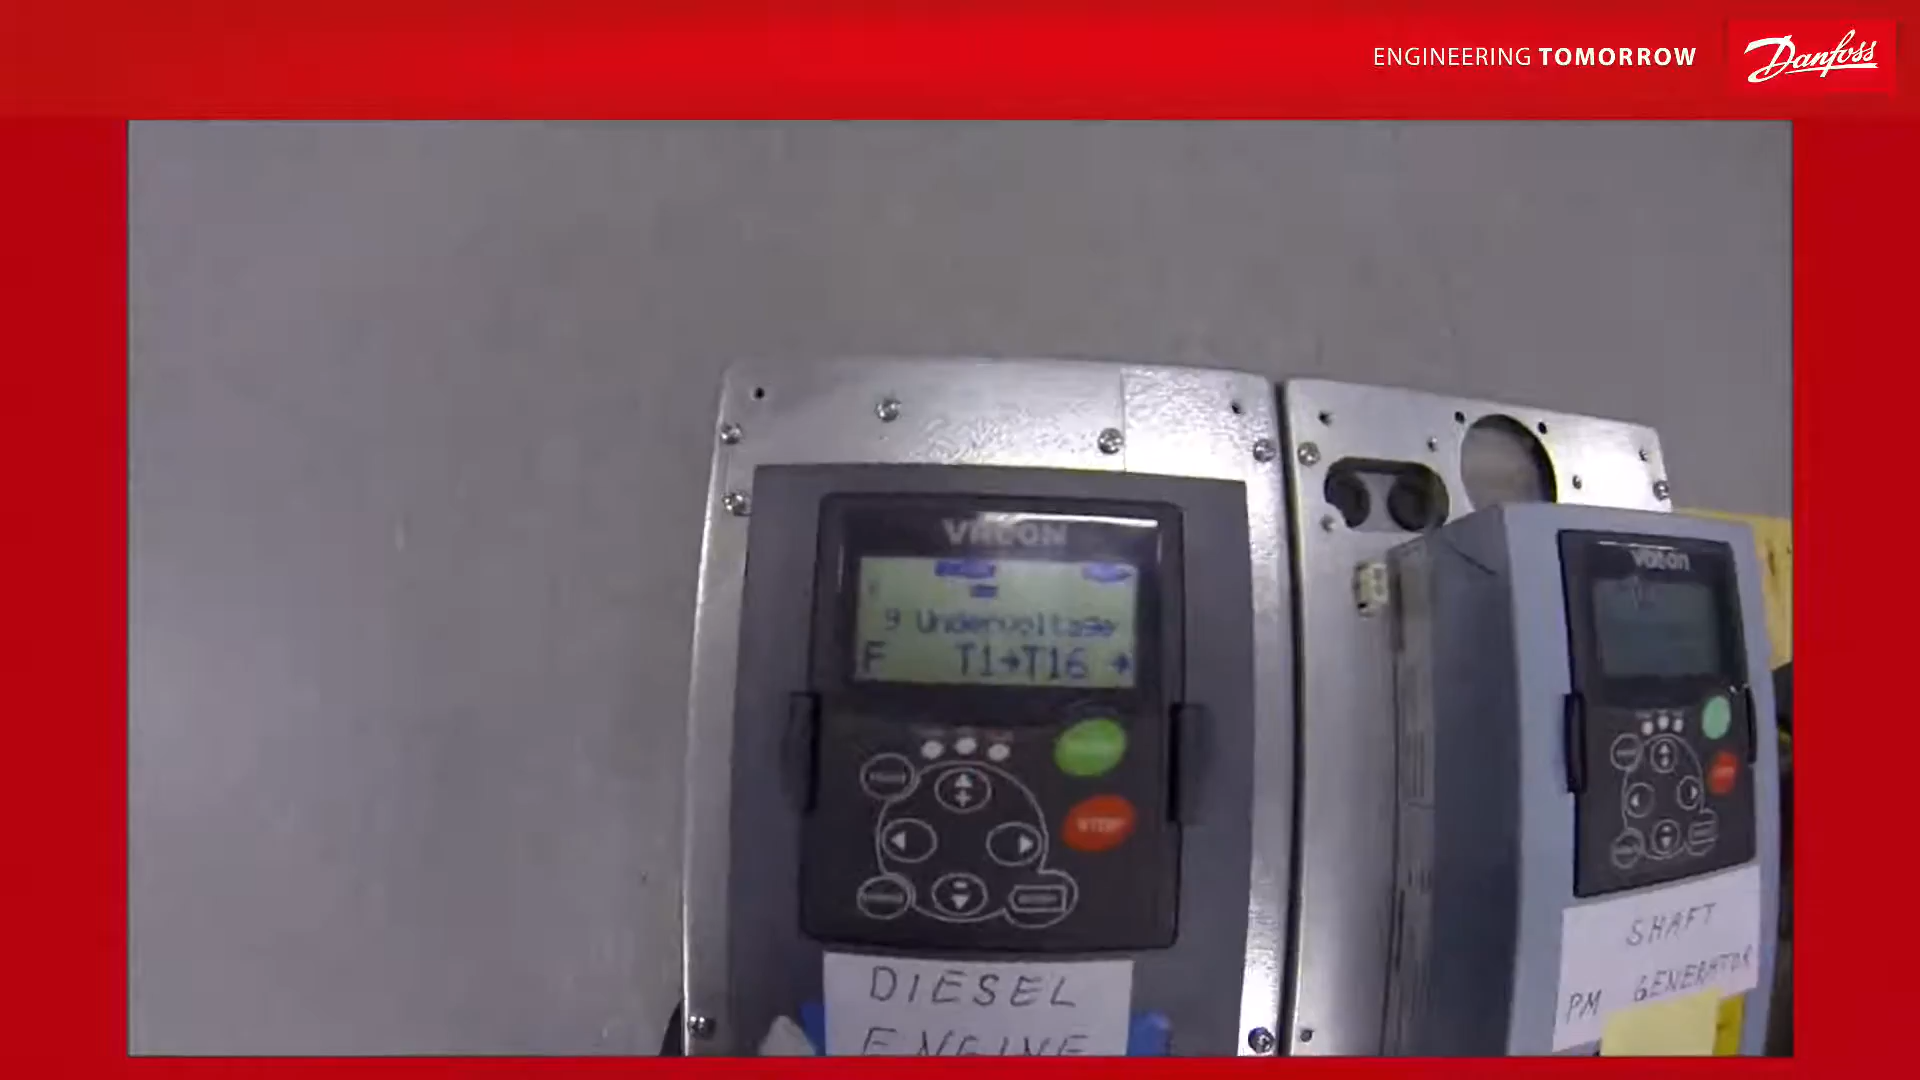 ENGINEERING TOMORROW
Danfoss
VACON
9 Undervoltage
F T1→T16 →
STOP
DIESEL
ENGINE
Vacon
SHAFT
PM GENERATOR